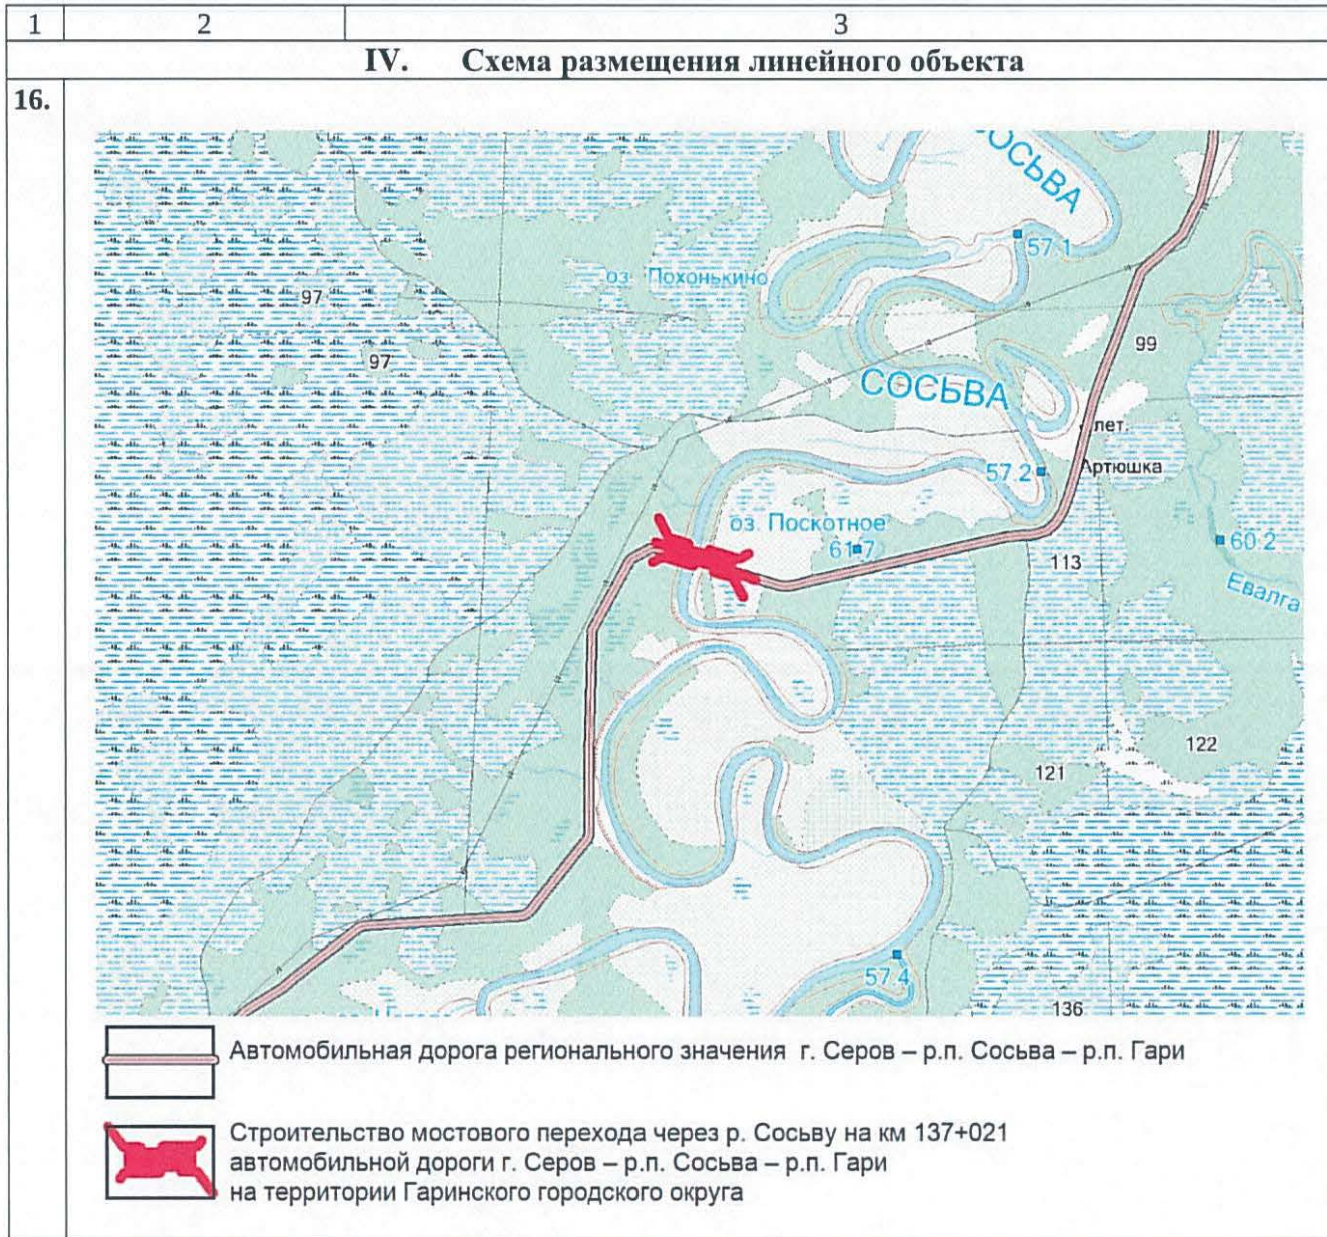 1
2
3
IV. Схема размещения линейного объекта
16.
СОСЬВА
57.1
оз. Похонькино
97
97
99
СОСЬВА
лет.
57.2
Артюшка
оз. Поскотное
61.7
60.2
113
Евалга
122
121
57.4
136
Автомобильная дорога регионального значения г. Серов – р.п. Сосьва – р.п. Гари
Строительство мостового перехода через р. Сосьву на км 137+021
автомобильной дороги г. Серов – р.п. Сосьва – р.п. Гари
на территории Гаринского городского округа